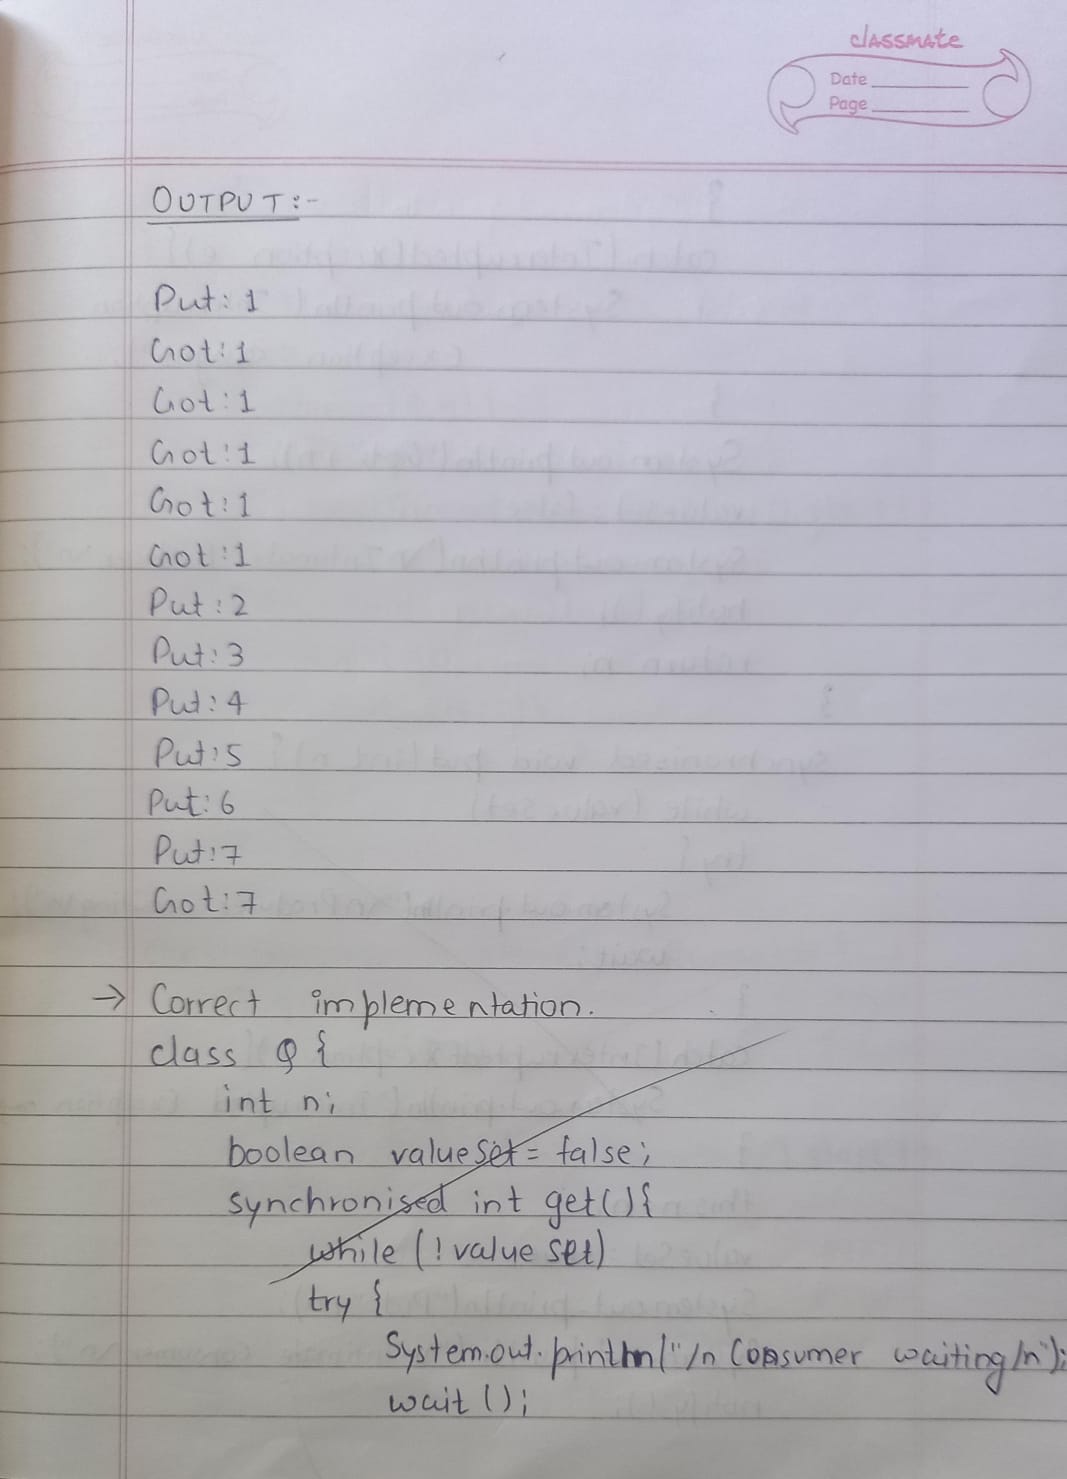 classmate
Date
Page
OUTPUT:-
Put: 1
Got: 1
Got: 1
Got: 1
Got: 1
Got: 1
Put: 2
Put: 3
Put: 4
Put: 5
Put: 6
Put: 7
Got: 7
→ Correct implementation.
class Q {
int n;
boolean valueset = false;
synchronised int get(){
while (! value set)
try {
System.out.println("/n Consumer waiting/n");
wait ();